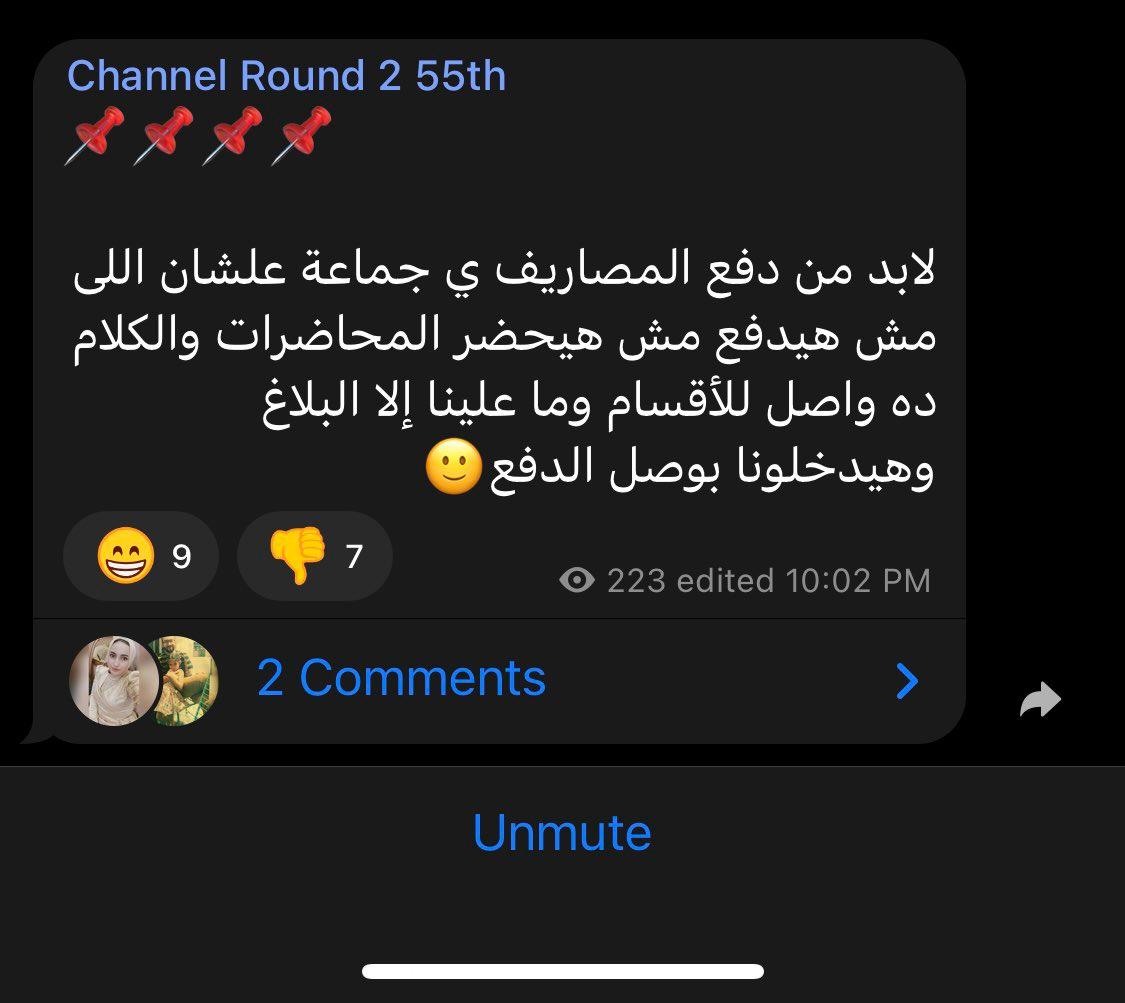 Channel Round 2 55th
📌📌📌📌
لابد من دفع المصاريف ي جماعة علشان اللى
مش هيدفع مش هيحضر المحاضرات والكلام
ده واصل للأقسام وما علينا إلا البلاغ
وهيدخلونا بوصل الدفع🙂
😁 9 👎 7
223 edited 10:02 PM
2 Comments
Unmute